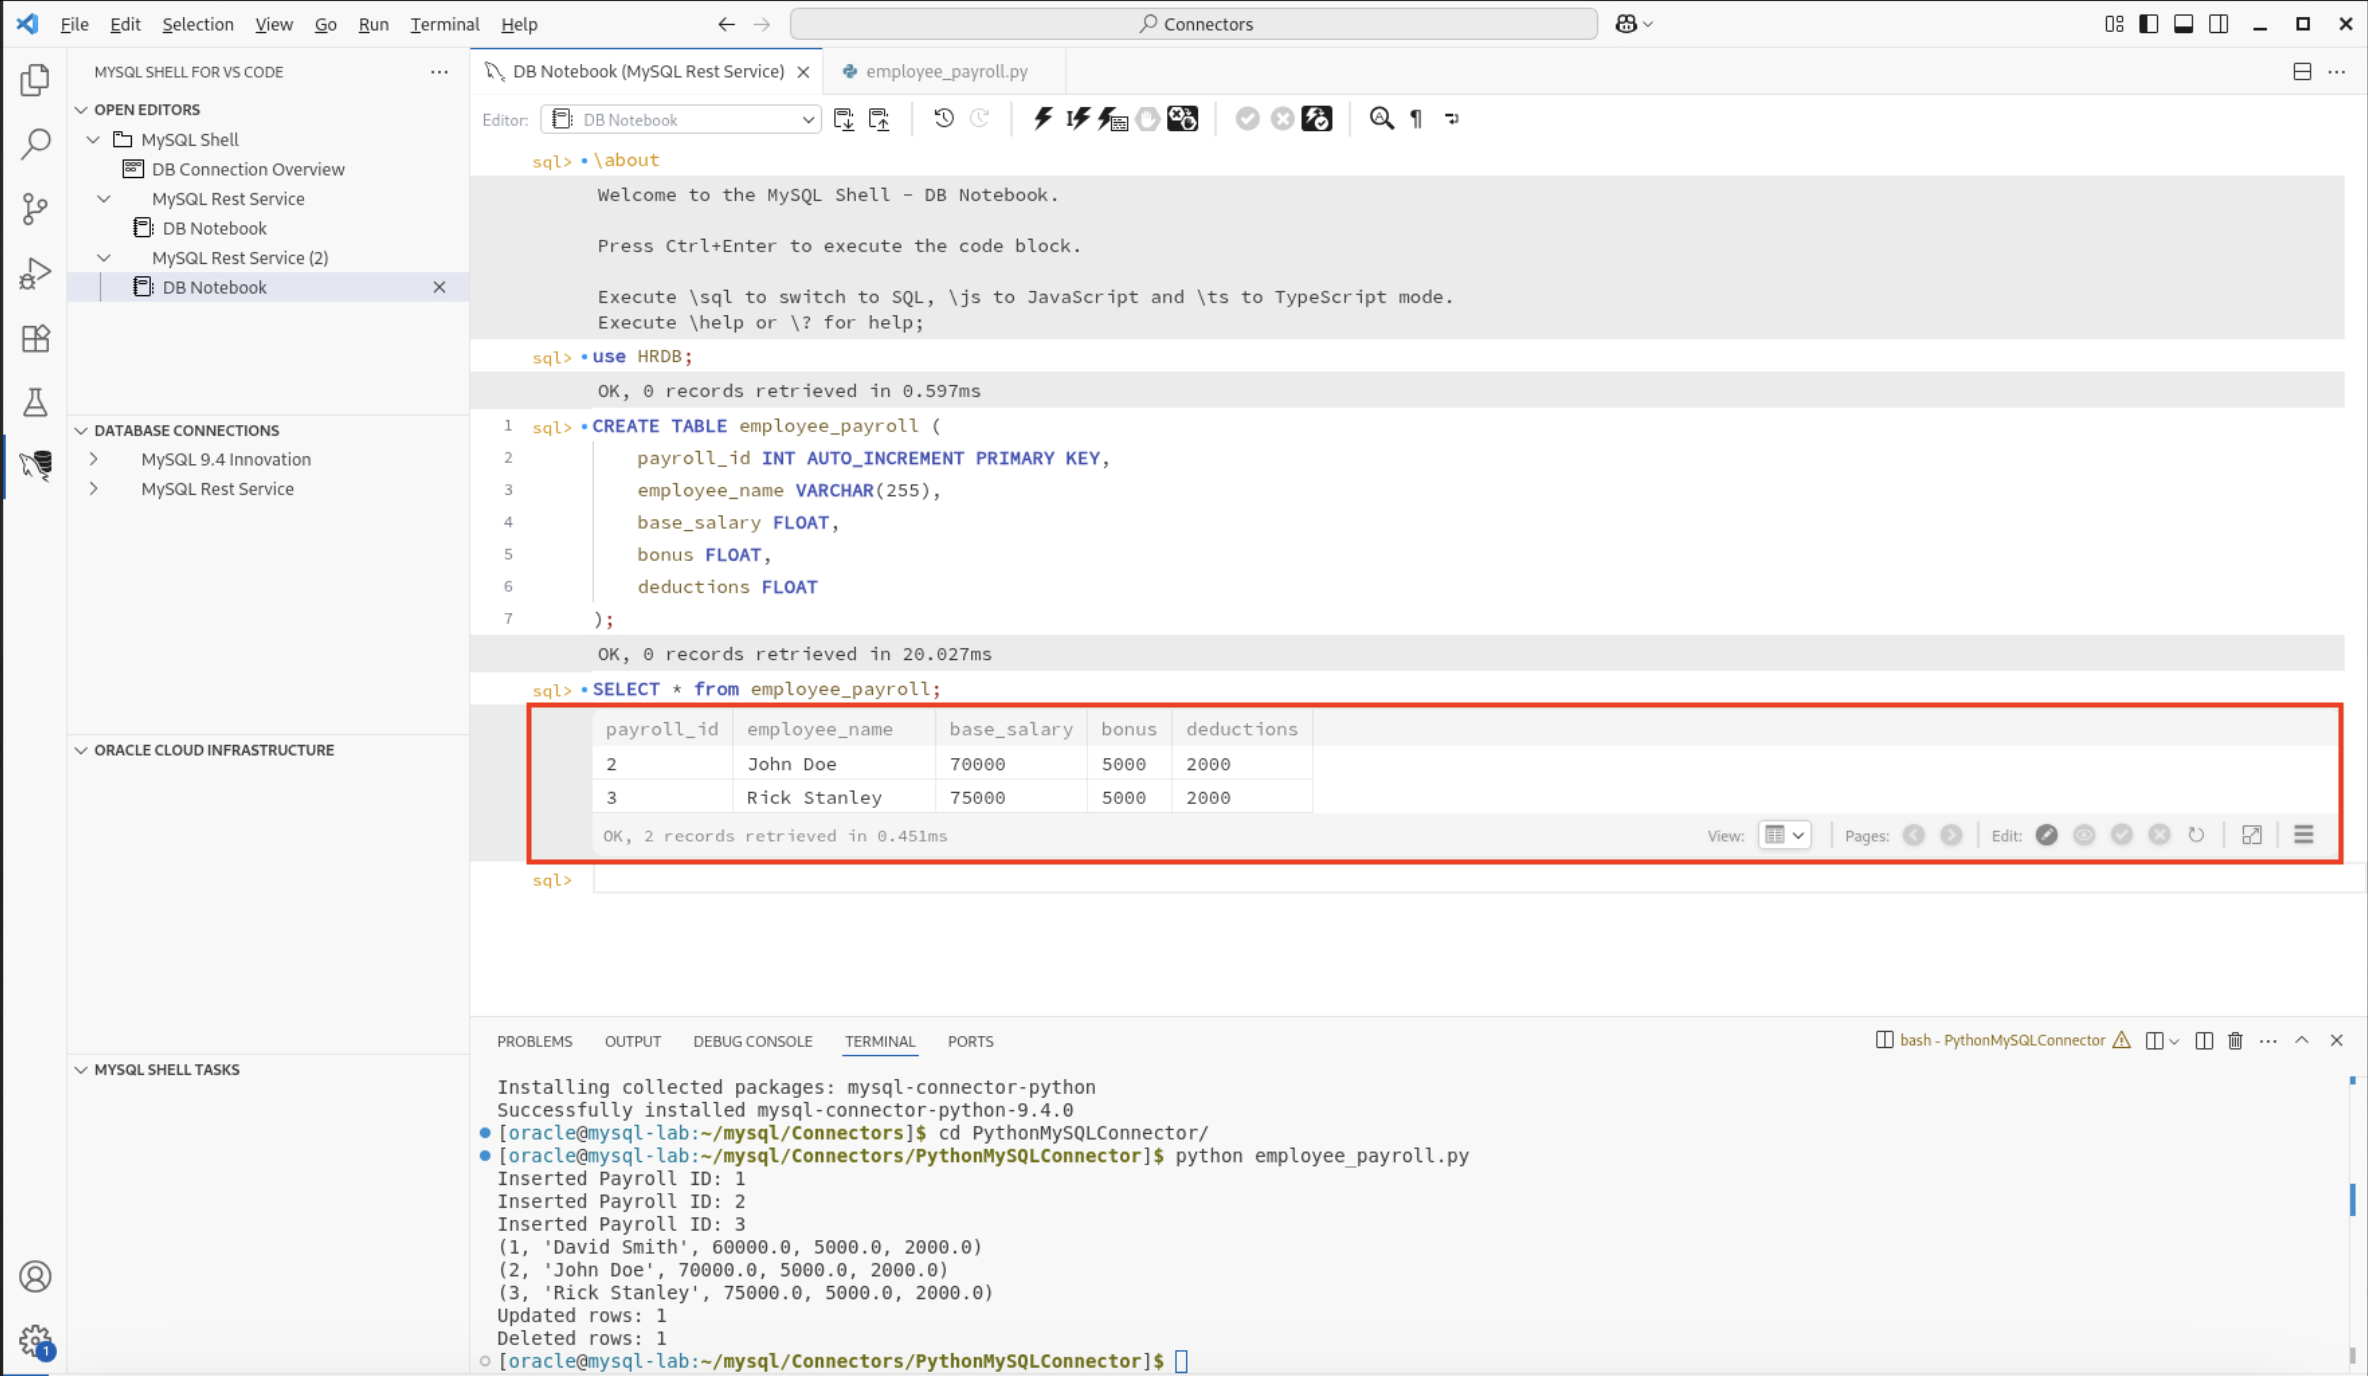 File Edit Selection View Go Run Terminal Help
Connectors
MYSQL SHELL FOR VS CODE
OPEN EDITORS
MySQL Shell
DB Connection Overview
MySQL Rest Service
DB Notebook
MySQL Rest Service (2)
DB Notebook
DATABASE CONNECTIONS
MySQL 9.4 Innovation
MySQL Rest Service
ORACLE CLOUD INFRASTRUCTURE
MYSQL SHELL TASKS
1
DB Notebook (MySQL Rest Service) employee_payroll.py
Editor: DB Notebook
sql> \about
Welcome to the MySQL Shell - DB Notebook.
Press Ctrl+Enter to execute the code block.
Execute \sql to switch to SQL, \js to JavaScript and \ts to TypeScript mode.
Execute \help or \? for help;
sql> use HRDB;
OK, 0 records retrieved in 0.597ms
1 sql> CREATE TABLE employee_payroll (
2 payroll_id INT AUTO_INCREMENT PRIMARY KEY,
3 employee_name VARCHAR(255),
4 base_salary FLOAT,
5 bonus FLOAT,
6 deductions FLOAT
7 );
OK, 0 records retrieved in 20.027ms
sql> SELECT * from employee_payroll;
payroll_id employee_name base_salary bonus deductions
2 John Doe 70000 5000 2000
3 Rick Stanley 75000 5000 2000
OK, 2 records retrieved in 0.451ms View: Pages: Edit:
sql>
PROBLEMS OUTPUT DEBUG CONSOLE TERMINAL PORTS bash - PythonMySQLConnector
Installing collected packages: mysql-connector-python
Successfully installed mysql-connector-python-9.4.0
[oracle@mysql-lab:~/mysql/Connectors]$ cd PythonMySQLConnector/
[oracle@mysql-lab:~/mysql/Connectors/PythonMySQLConnector]$ python employee_payroll.py
Inserted Payroll ID: 1
Inserted Payroll ID: 2
Inserted Payroll ID: 3
(1, 'David Smith', 60000.0, 5000.0, 2000.0)
(2, 'John Doe', 70000.0, 5000.0, 2000.0)
(3, 'Rick Stanley', 75000.0, 5000.0, 2000.0)
Updated rows: 1
Deleted rows: 1
[oracle@mysql-lab:~/mysql/Connectors/PythonMySQLConnector]$